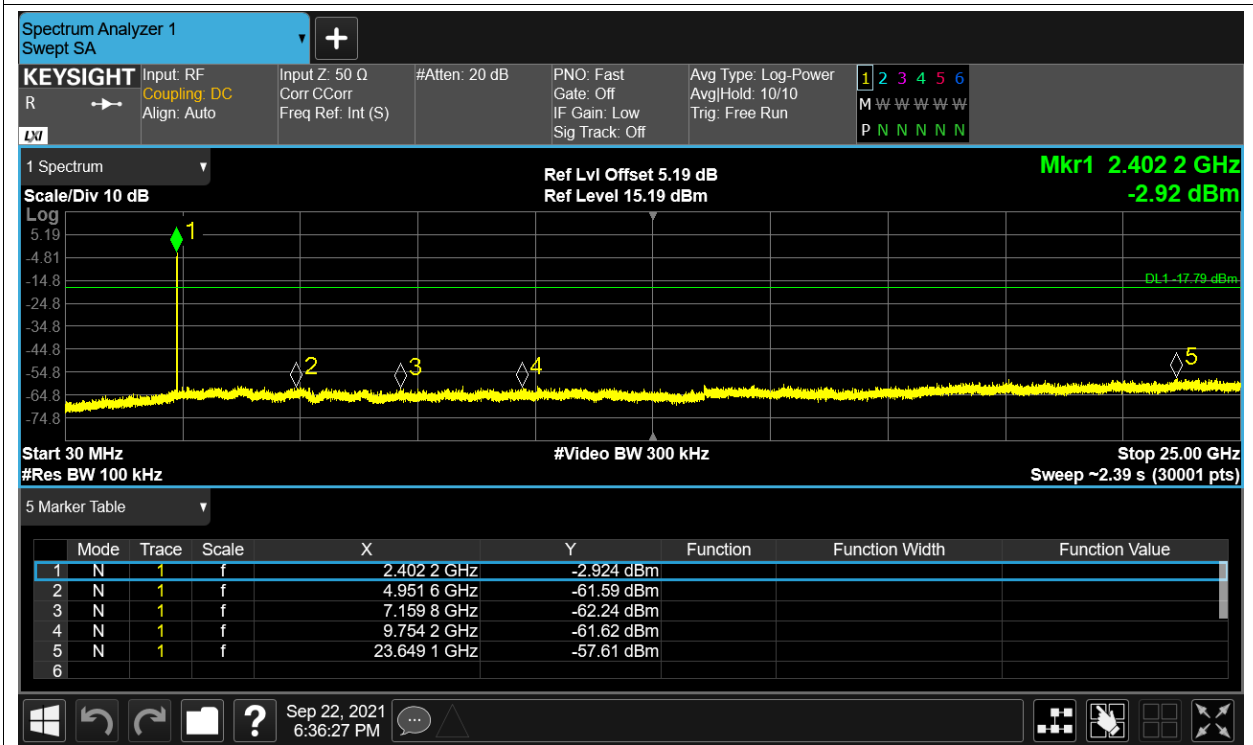 Spectrum Analyzer 1
Swept SA
+
KEYSIGHT Input: RF Input Z: 50 Ω #Atten: 20 dB PNO: Fast Avg Type: Log-Power 1 2 3 4 5 6
R Coupling: DC Corr CCorr Gate: Off Avg|Hold: 10/10 M W W W W W
Align: Auto Freq Ref: Int (S) IF Gain: Low Trig: Free Run
LXI Sig Track: Off P N N N N N
1 Spectrum Ref Lvl Offset 5.19 dB Mkr1 2.402 2 GHz
Scale/Div 10 dB Ref Level 15.19 dBm -2.92 dBm
Log
5.19 1
-4.81
-14.8 DL1 -17.79 dBm
-24.8
-34.8
-44.8
-54.8 2 3 4 5
-64.8
-74.8
Start 30 MHz #Video BW 300 kHz Stop 25.00 GHz
#Res BW 100 kHz Sweep ~2.39 s (30001 pts)
5 Marker Table
Mode Trace Scale X Y Function Function Width Function Value
1 N 1 f 2.402 2 GHz -2.924 dBm
2 N 1 f 4.951 6 GHz -61.59 dBm
3 N 1 f 7.159 8 GHz -62.24 dBm
4 N 1 f 9.754 2 GHz -61.62 dBm
5 N 1 f 23.649 1 GHz -57.61 dBm
6
? Sep 22, 2021
6:36:27 PM